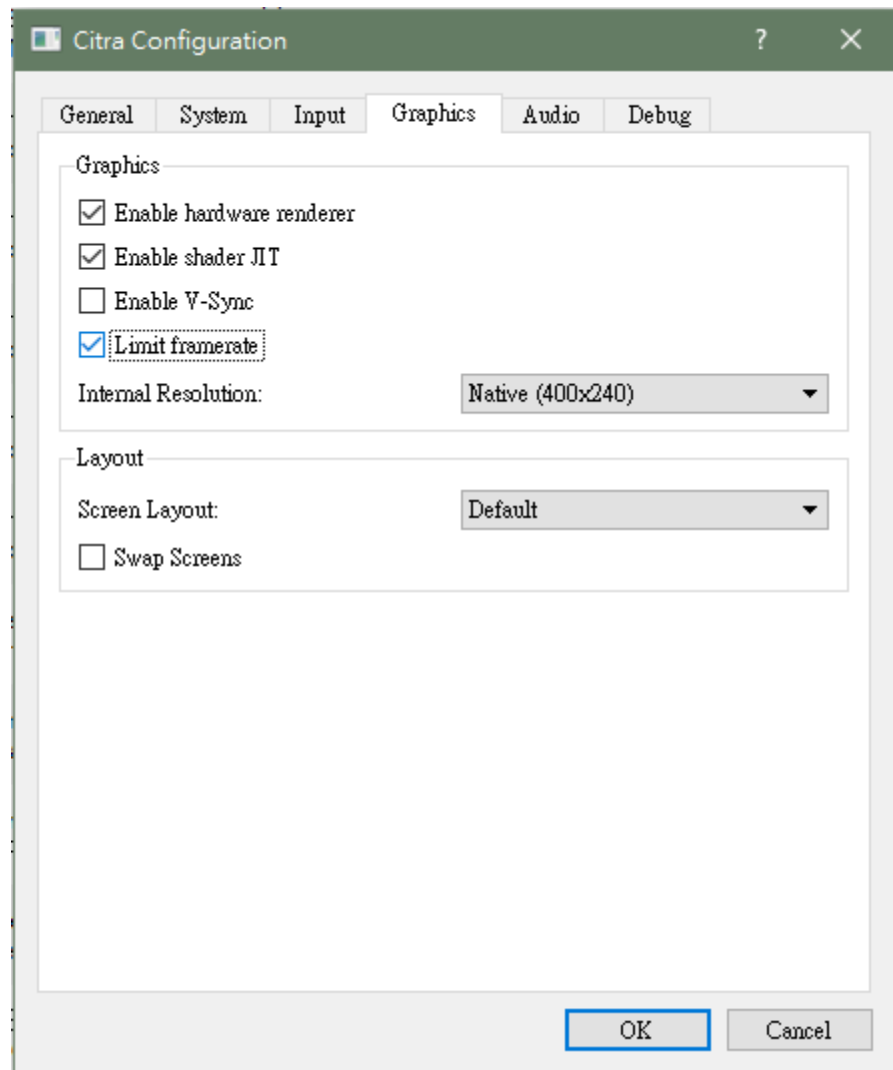 Citra Configuration ?
General System Input Graphics Audio Debug
Graphics
Enable hardware renderer
Enable shader JIT
Enable V-Sync
Limit framerate
Internal Resolution: Native (400x240)
Layout
Screen Layout: Default
Swap Screens
OK Cancel